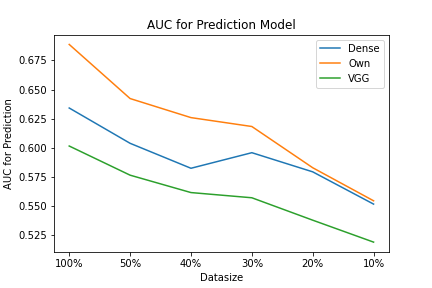 AUC for Prediction Model
Dense
Own
VGG
AUC for Prediction
0.675
0.650
0.625
0.600
0.575
0.550
0.525
100% 50% 40% 30% 20% 10%
Datasize